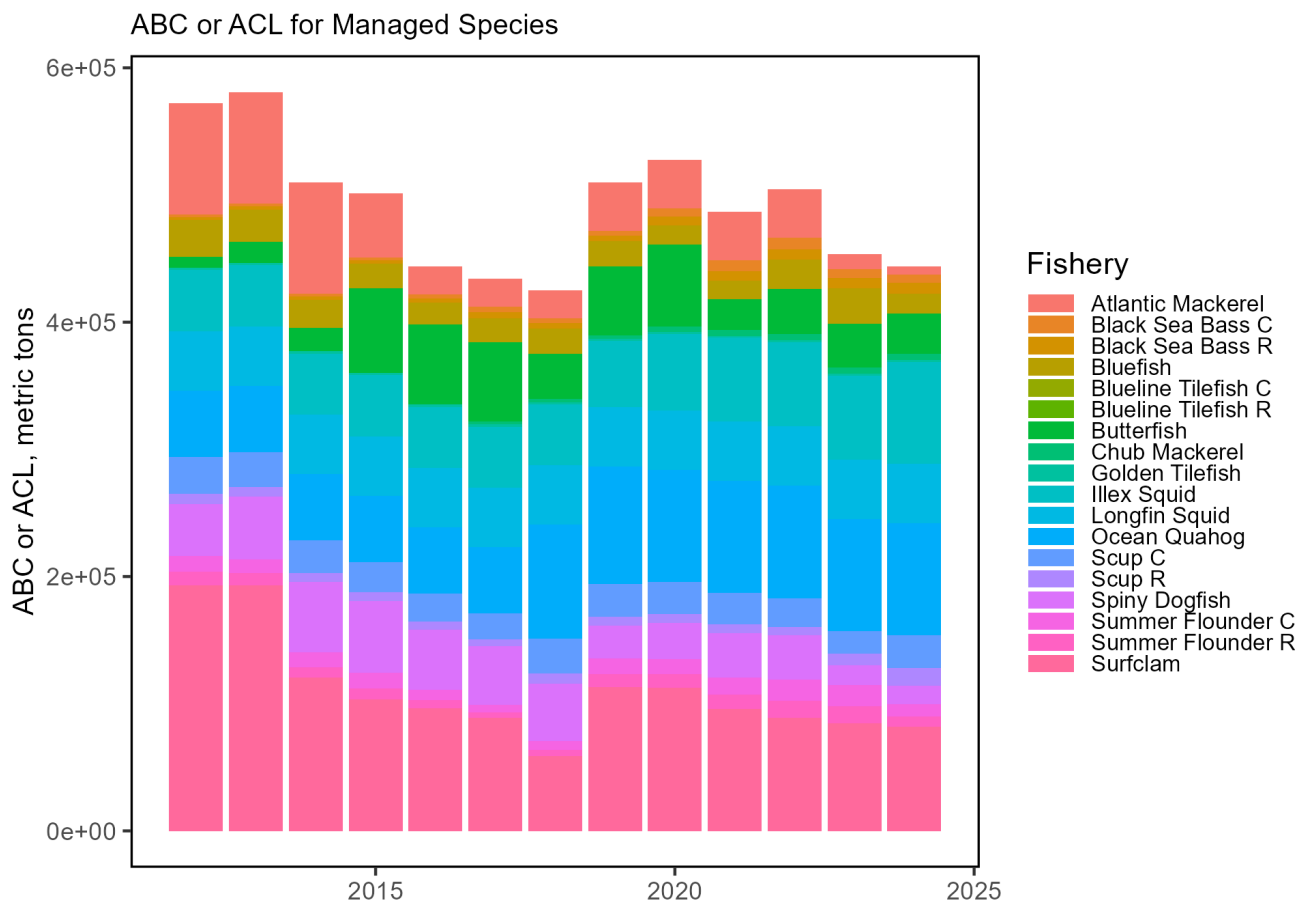 ABC or ACL for Managed Species
ABC or ACL, metric tons
6e+05
4e+05
2e+05
0e+00
2015
2020
2025
Fishery
Atlantic Mackerel
Black Sea Bass C
Black Sea Bass R
Bluefish
Blueline Tilefish C
Blueline Tilefish R
Butterfish
Chub Mackerel
Golden Tilefish
Illex Squid
Longfin Squid
Ocean Quahog
Scup C
Scup R
Spiny Dogfish
Summer Flounder C
Summer Flounder R
Surfclam